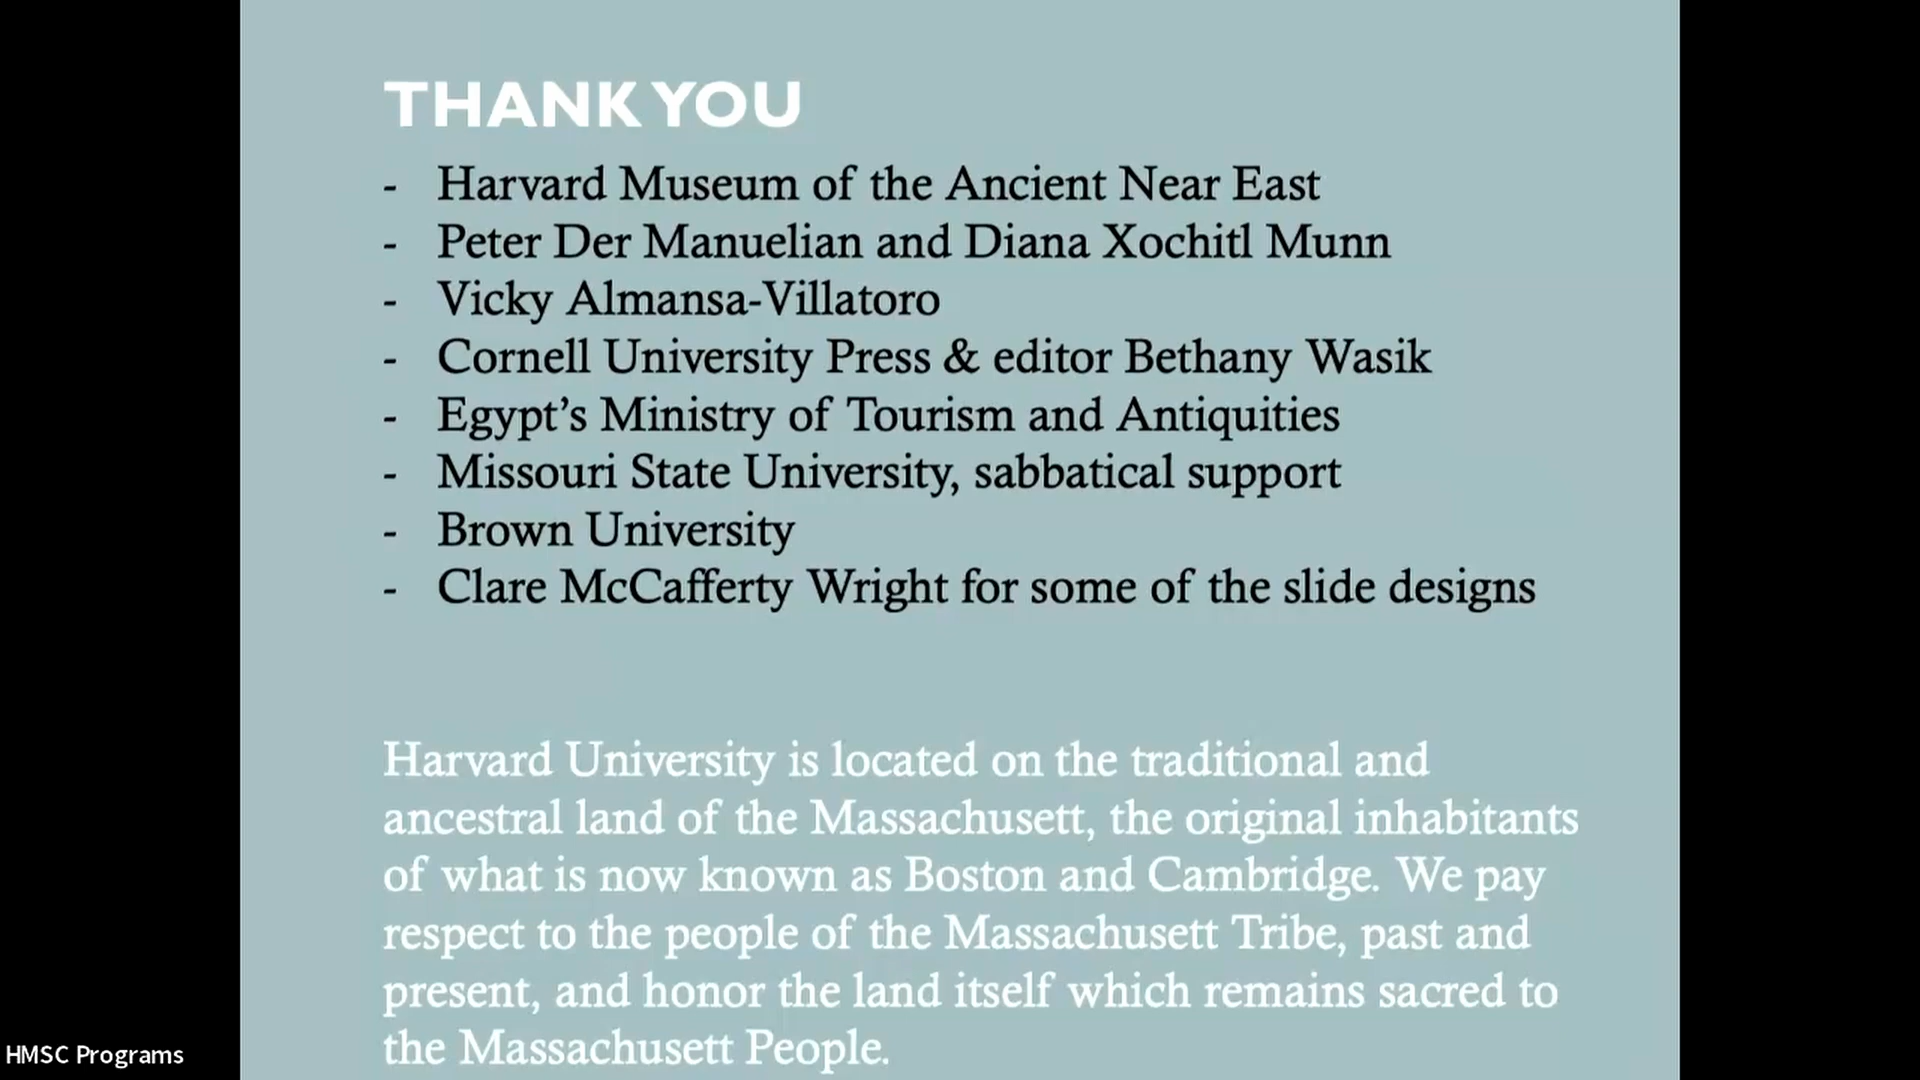 THANK YOU
- Harvard Museum of the Ancient Near East
- Peter Der Manuelian and Diana Xochitl Munn
- Vicky Almansa-Villatoro
- Cornell University Press & editor Bethany Wasik
- Egypt’s Ministry of Tourism and Antiquities
- Missouri State University, sabbatical support
- Brown University
- Clare McCafferty Wright for some of the slide designs
Harvard University is located on the traditional and
ancestral land of the Massachusett, the original inhabitants
of what is now known as Boston and Cambridge. We pay
respect to the people of the Massachusett Tribe, past and
present, and honor the land itself which remains sacred to
the Massachusett People.
HMSC Programs